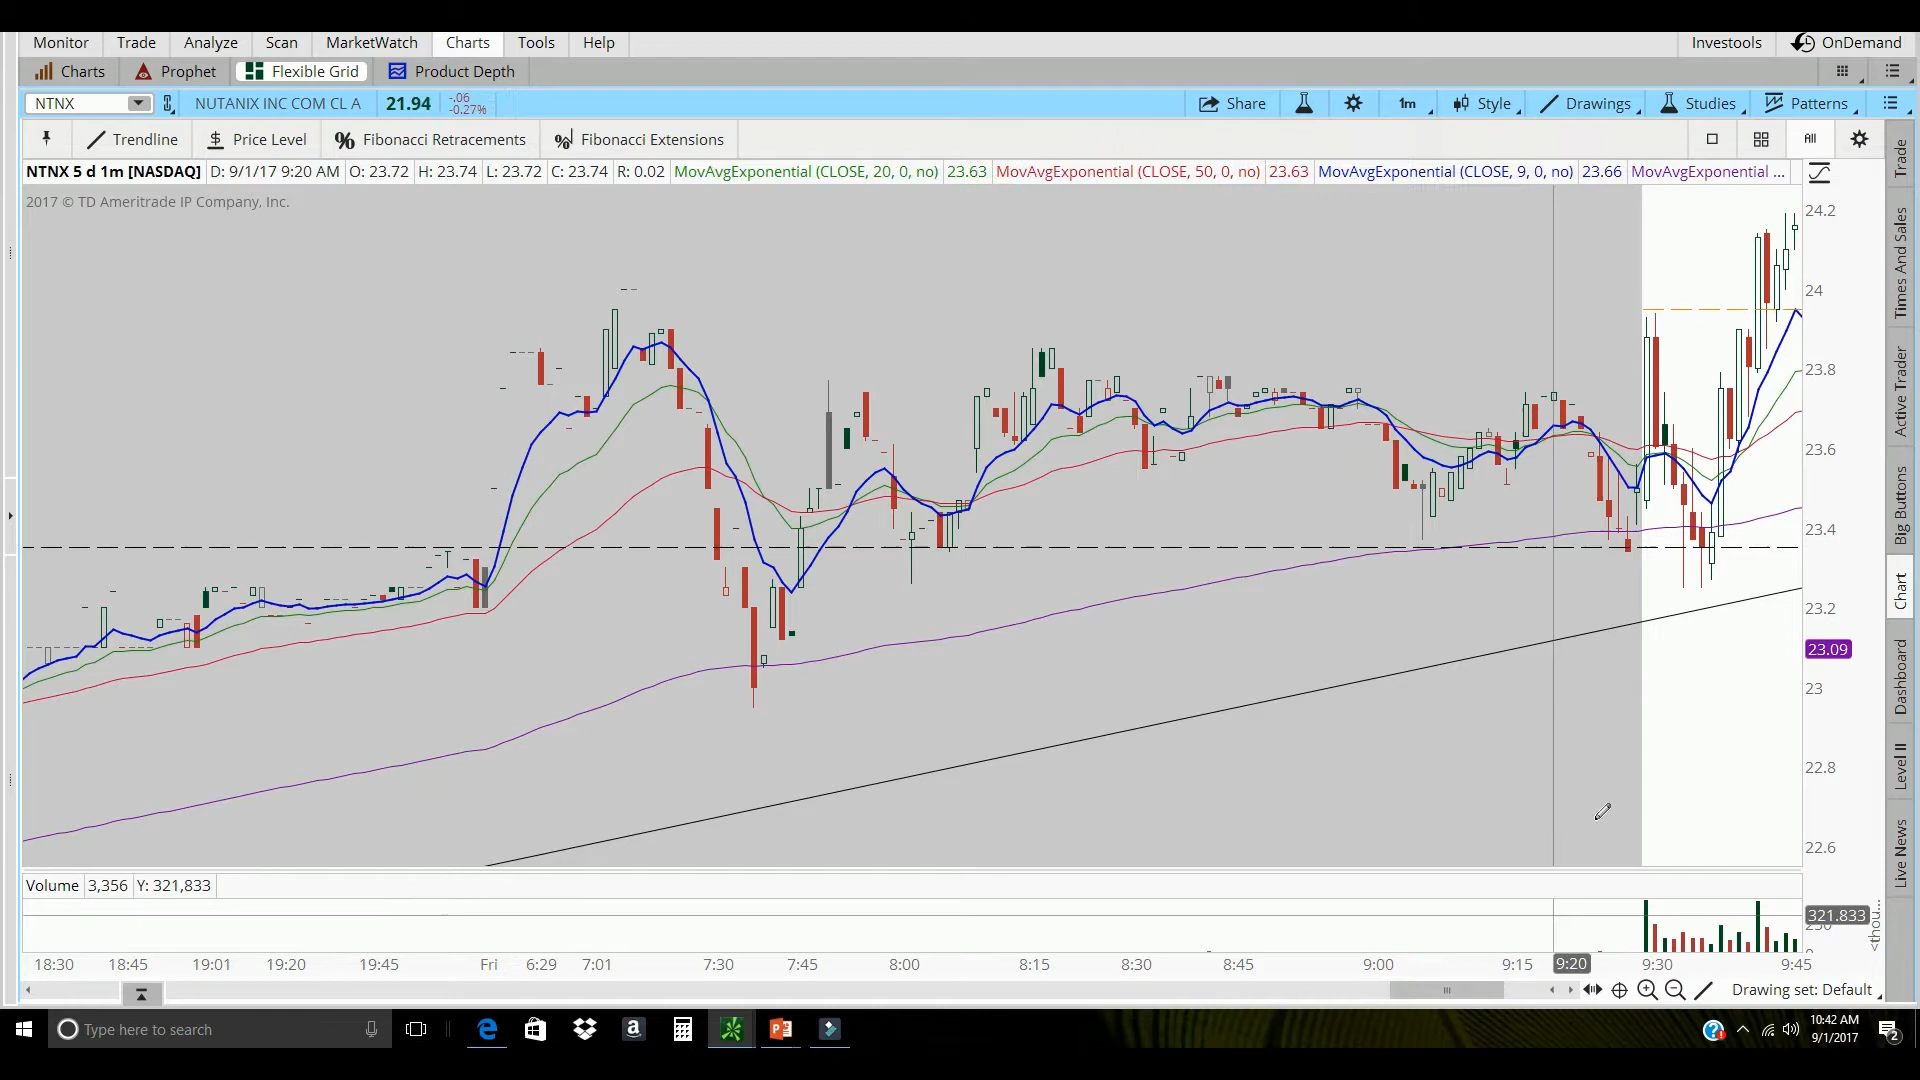 Monitor Trade Analyze Scan MarketWatch Charts Tools Help Investools OnDemand
Charts Prophet Flexible Grid Product Depth
NTNX NUTANIX INC COM CL A 21.94 -.06 -0.27% Share 1m Style Drawings Studies Patterns
Trendline $ Price Level % Fibonacci Retracements % Fibonacci Extensions All
NTNX 5 d 1m [NASDAQ] D: 9/1/17 9:20 AM O: 23.72 H: 23.74 L: 23.72 C: 23.74 R: 0.02 MovAvgExponential (CLOSE, 20, 0, no) 23.63 MovAvgExponential (CLOSE, 50, 0, no) 23.63 MovAvgExponential (CLOSE, 9, 0, no) 23.66 MovAvgExponential ...
2017 © TD Ameritrade IP Company, Inc.
24.2
24
23.8
23.6
23.4
23.2
23.09
23
22.8
22.6
Trade
Times And Sales
Active Trader
Big Buttons
Chart
Dashboard
Level II
Live News
Volume 3,356 Y: 321,833
321.833
<thou...
18:30 18:45 19:01 19:20 19:45 Fri 6:29 7:01 7:30 7:45 8:00 8:15 8:30 8:45 9:00 9:15 9:20 9:30 9:45
Drawing set: Default
Type here to search
10:42 AM
9/1/2017
2